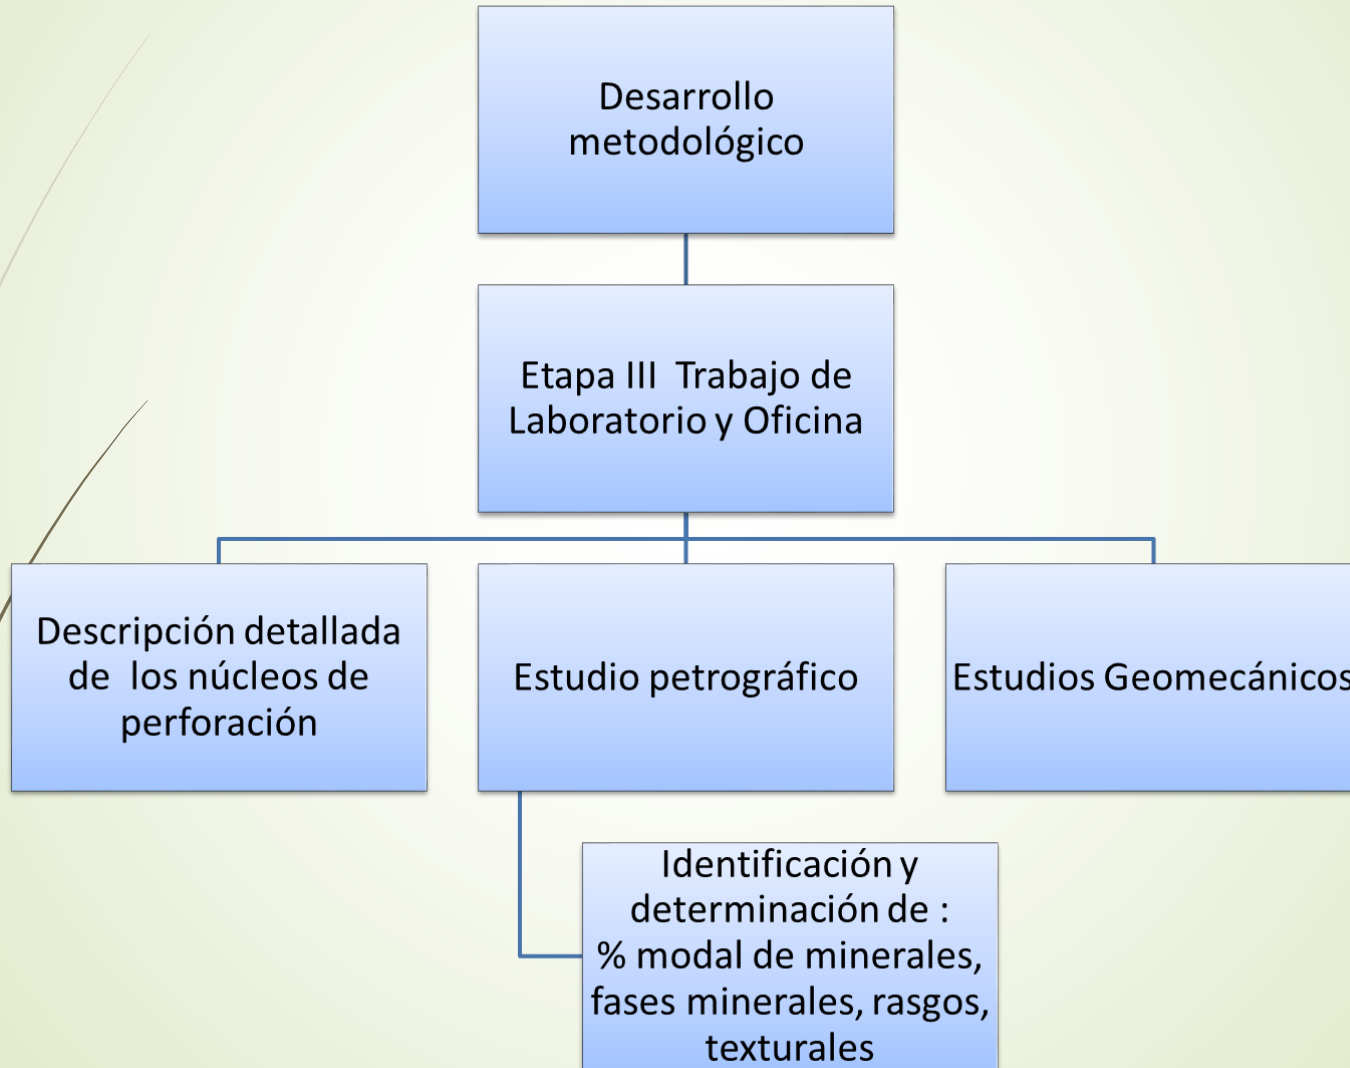 Desarrollo
metodológico
Etapa III  Trabajo de
Laboratorio y Oficina
Descripción detallada
de  los núcleos de
perforación
Estudio petrográfico
Estudios Geomecánicos
Identificación y
determinación de :
% modal de minerales,
fases minerales, rasgos,
texturales